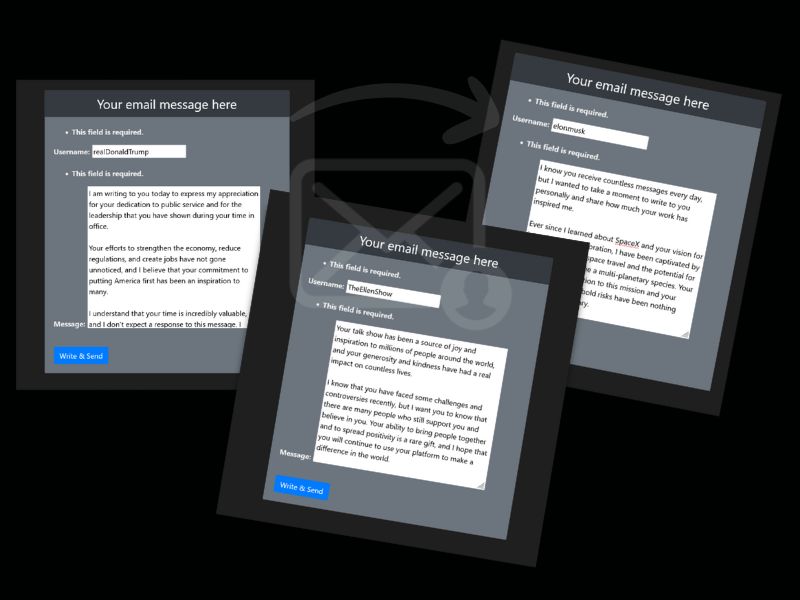 Your email message here
• This field is required.
Username: realDonaldTrump
• This field is required.
I am writing to you today to express my appreciation
for your dedication to public service and for the
leadership that you have shown during your time in
office.
Your efforts to strengthen the economy, reduce
regulations, and create jobs have not gone
unnoticed, and I believe that your commitment to
putting America first has been an inspiration to
many.
I understand that your time is incredibly valuable,
Message: and I don't expect a response to this message. I
Write & Send
Your email message here
• This field is required.
Username: TheEllenShow
• This field is required.
Your talk show has been a source of joy and
inspiration to millions of people around the world,
and your generosity and kindness have had a real
impact on countless lives.
I know that you have faced some challenges and
controversies recently, but I want you to know that
there are many people who still support you and
believe in you. Your ability to bring people together
and to spread positivity is a rare gift, and I hope that
you will continue to use your platform to make a
Message: difference in the world.
Write & Send
Your email message here
• This field is required.
Username: elonmusk
• This field is required.
I know you receive countless messages every day,
but I wanted to take a moment to write to you
personally and share how much your work has
inspired me.
Ever since I learned about SpaceX and your vision for
I have been captivated by
space travel and the potential for
a multi-planetary species. Your
to this mission and your
bold risks have been nothing